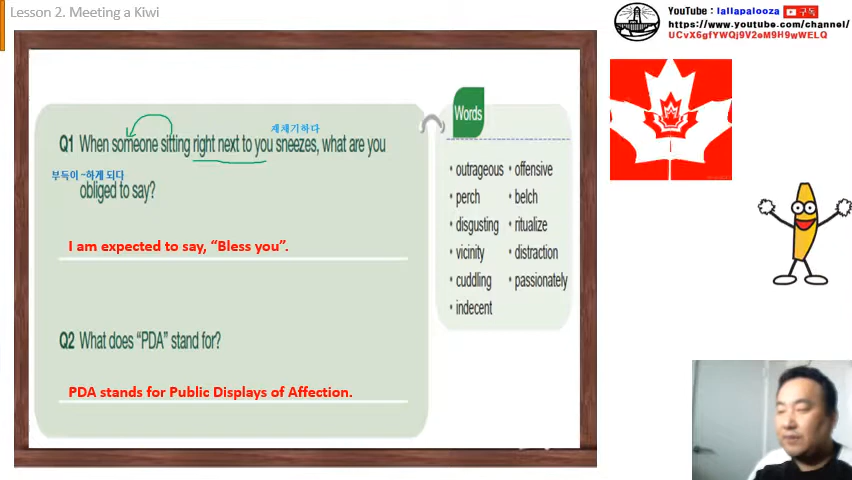 Lesson 2. Meeting a Kiwi
YouTube : lallapalooza 구독
https://www.youtube.com/channel/
UCvX6gfYWQj9V2eM9H9wWELQ
재채기하다
Q1 When someone sitting right next to you sneezes, what are you
부득이 -하게 되다
obliged to say?
I am expected to say, “Bless you”.
Q2 What does “PDA” stand for?
PDA stands for Public Displays of Affection.
Words
• outrageous • offensive
• perch • belch
• disgusting • ritualize
• vicinity • distraction
• cuddling • passionately
• indecent